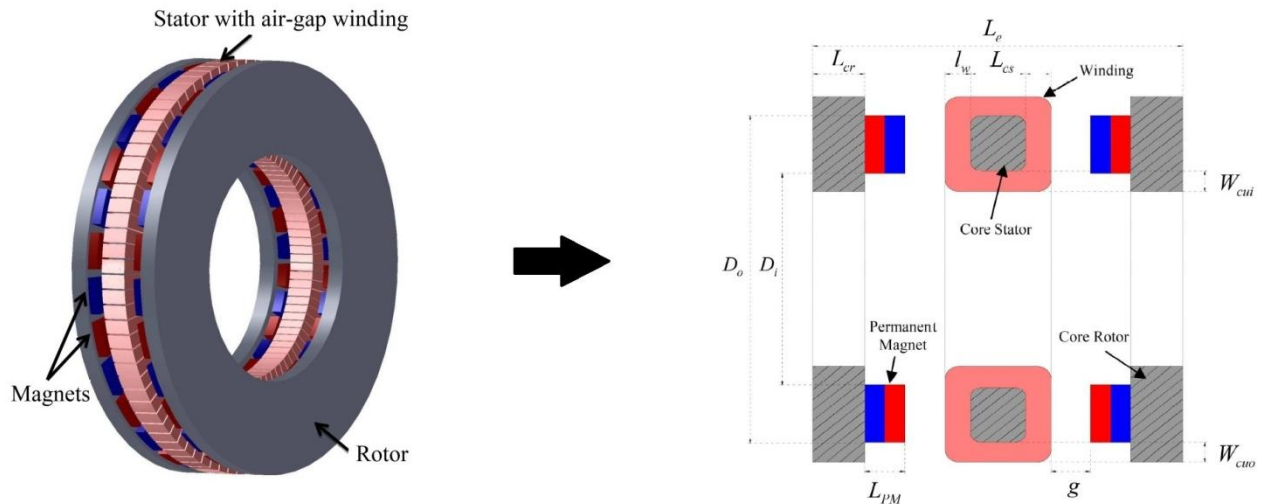 Stator with air-gap winding
Magnets
Rotor
L_e
L_cr
l_w
L_cs
Winding
W_cui
Core Stator
D_o
D_i
Permanent
Magnet
Core Rotor
W_cuo
L_PM
g